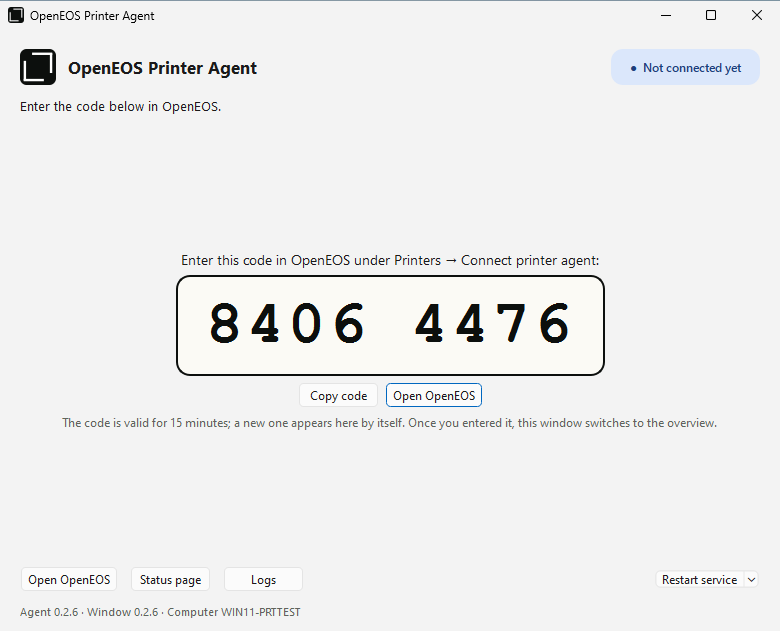 OpenEOS Printer Agent
OpenEOS Printer Agent
Not connected yet
Enter the code below in OpenEOS.
Enter this code in OpenEOS under Printers → Connect printer agent:
8406 4476
Copy code
Open OpenEOS
The code is valid for 15 minutes; a new one appears here by itself. Once you entered it, this window switches to the overview.
Open OpenEOS
Status page
Logs
Restart service
Agent 0.2.6 · Window 0.2.6 · Computer WIN11-PRTTEST